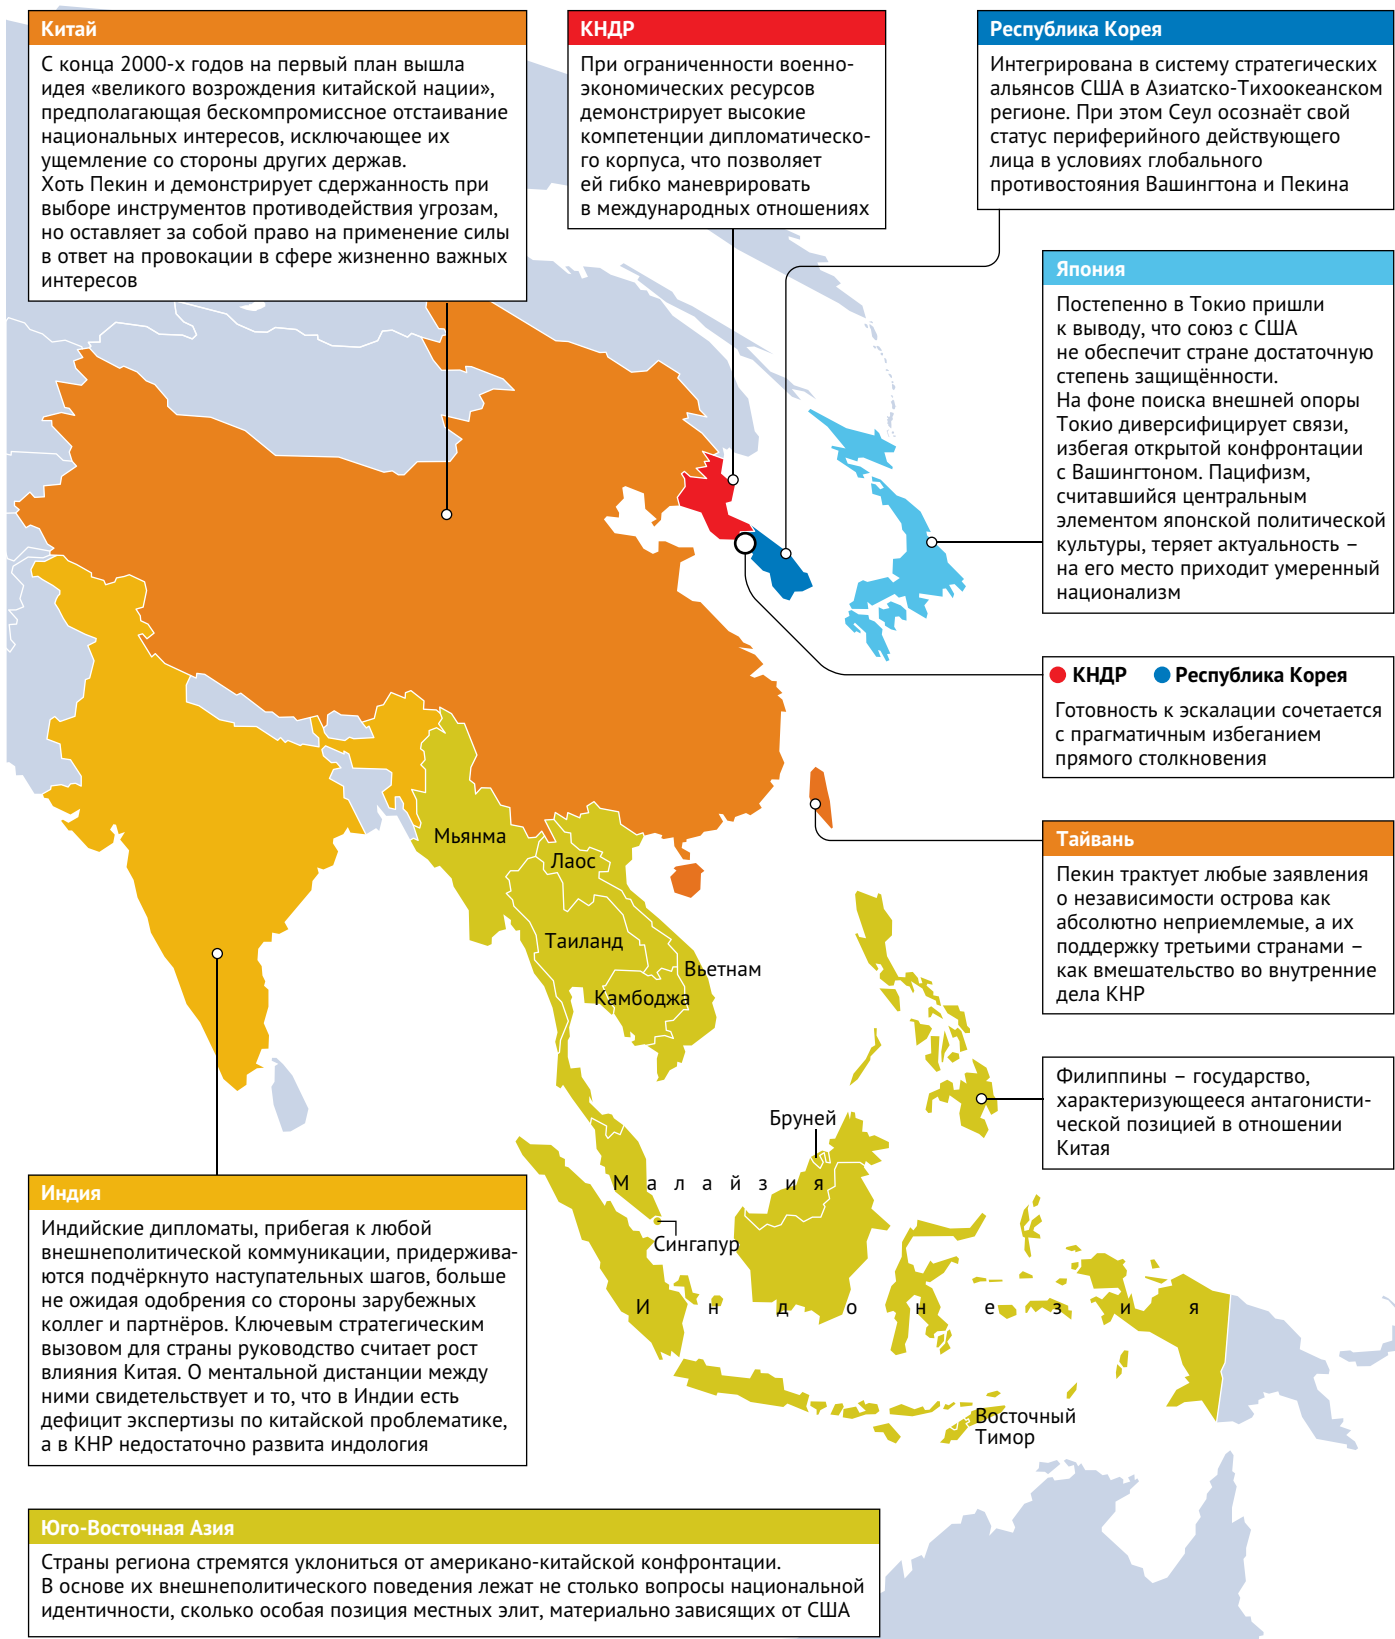 Китай
С конца 2000-х годов на первый план вышла
идея «великого возрождения китайской нации»,
предполагающая бескомпромиссное отстаивание
национальных интересов, исключающее их
ущемление со стороны других держав.
Хоть Пекин и демонстрирует сдержанность при
выборе инструментов противодействия угрозам,
но оставляет за собой право на применение силы
в ответ на провокации в сфере жизненно важных
интересов
КНДР
При ограниченности военно-
экономических ресурсов
демонстрирует высокие
компетенции дипломатическо-
го корпуса, что позволяет
ей гибко маневрировать
в международных отношениях
Республика Корея
Интегрирована в систему стратегических
альянсов США в Азиатско-Тихоокеанском
регионе. При этом Сеул осознаёт свой
статус периферийного действующего
лица в условиях глобального
противостояния Вашингтона и Пекина
Япония
Постепенно в Токио пришли
к выводу, что союз с США
не обеспечит стране достаточную
степень защищённости.
На фоне поиска внешней опоры
Токио диверсифицирует связи,
избегая открытой конфронтации
с Вашингтоном. Пацифизм,
считавшийся центральным
элементом японской политической
культуры, теряет актуальность –
на его место приходит умеренный
национализм
КНДР Республика Корея
Готовность к эскалации сочетается
с прагматичным избеганием
прямого столкновения
Тайвань
Пекин трактует любые заявления
о независимости острова как
абсолютно неприемлемые, а их
поддержку третьими странами –
как вмешательство во внутренние
дела КНР
Филиппины – государство,
характеризующееся антагонисти-
ческой позицией в отношении
Китая
Мьянма
Лаос
Таиланд
Вьетнам
Камбоджа
Бруней
Малайзия
Сингапур
Индонезия
Восточный
Тимор
Индия
Индийские дипломаты, прибегая к любой
внешнеполитической коммуникации, придержива-
ются подчёркнуто наступательных шагов, больше
не ожидая одобрения со стороны зарубежных
коллег и партнёров. Ключевым стратегическим
вызовом для страны руководство считает рост
влияния Китая. О ментальной дистанции между
ними свидетельствует и то, что в Индии есть
дефицит экспертизы по китайской проблематике,
а в КНР недостаточно развита индология
Юго-Восточная Азия
Страны региона стремятся уклониться от американо-китайской конфронтации.
В основе их внешнеполитического поведения лежат не столько вопросы национальной
идентичности, сколько особая позиция местных элит, материально зависящих от США